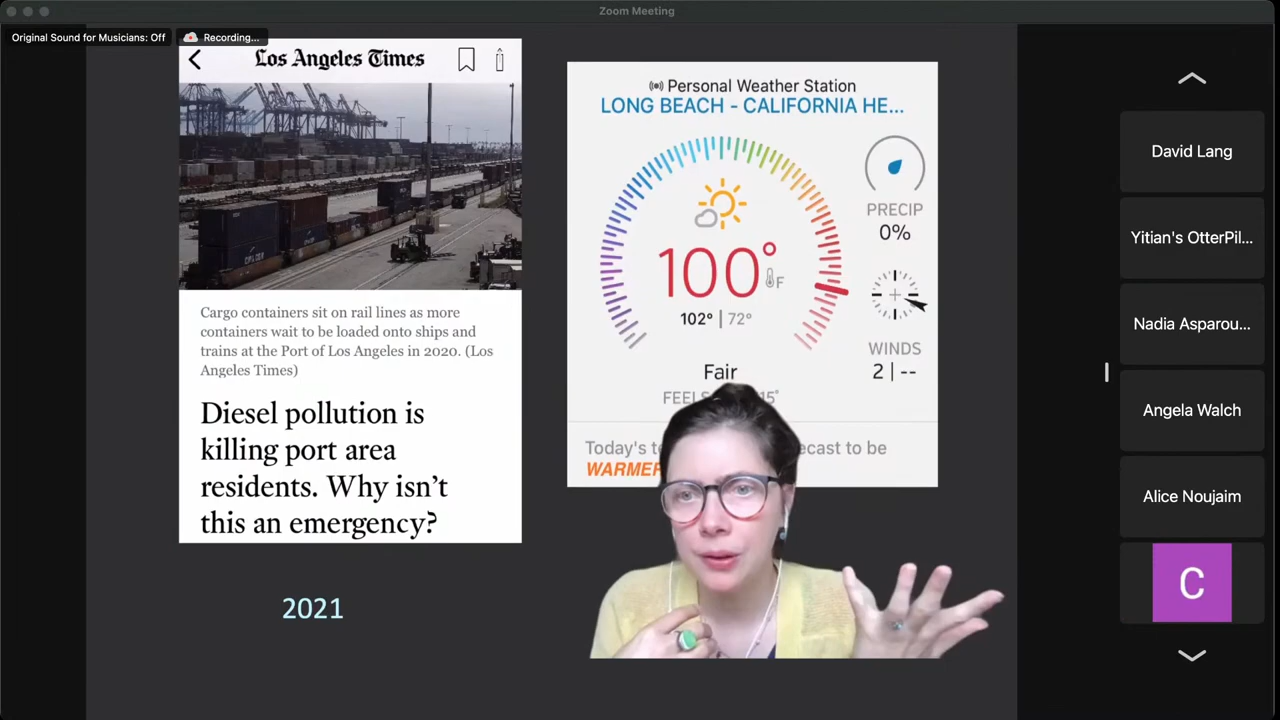 Zoom Meeting
Original Sound for Musicians: Off
Recording...
Los Angeles Times
Cargo containers sit on rail lines as more
containers wait to be loaded onto ships and
trains at the Port of Los Angeles in 2020. (Los
Angeles Times)
Diesel pollution is
killing port area
residents. Why isn't
this an emergency?
2021
Personal Weather Station
LONG BEACH - CALIFORNIA HE...
PRECIP
0%
100°
F
102° | 72°
WINDS
2 | --
Fair
Today's
ecast to be
WARMER
David Lang
Yitian's OtterPil...
Nadia Asparou...
Angela Walch
Alice Noujaim
C